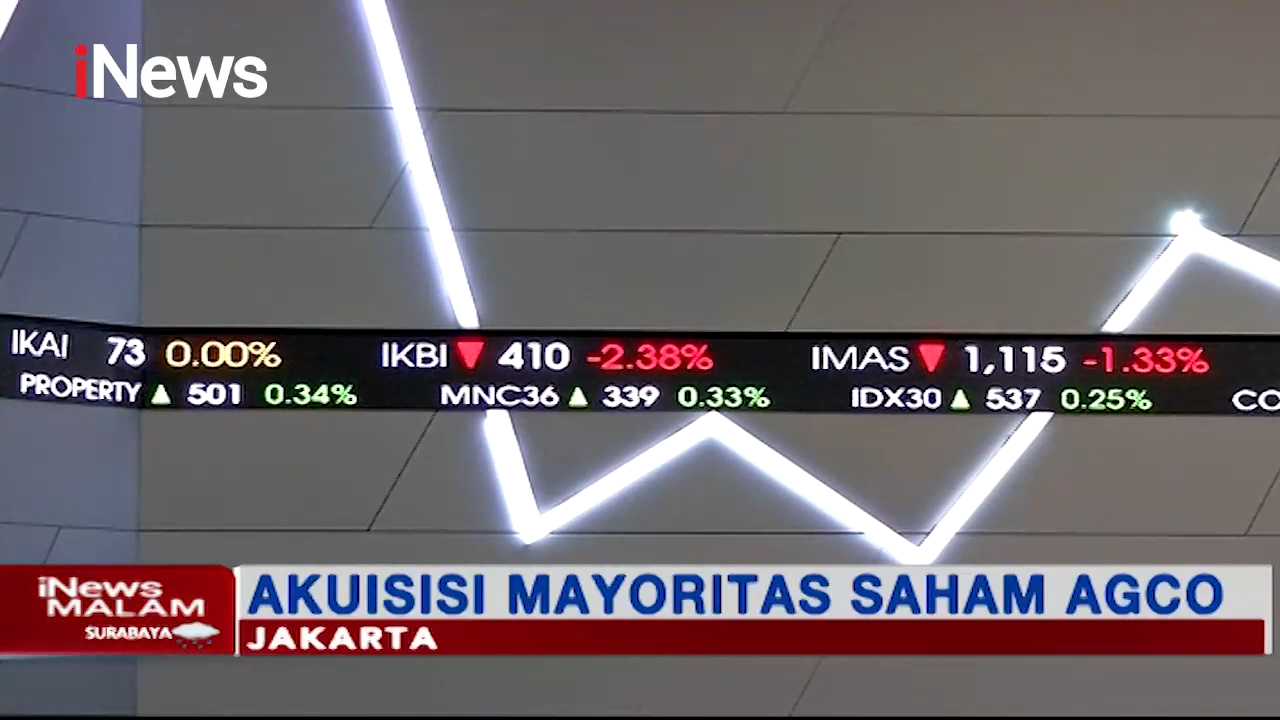 iNews
IKAI 73 0.00% IKBI ▼ 410 -2.38% IMAS ▼ 1,115 -1.33%
PROPERTY ▲ 501 0.34% MNC36 ▲ 339 0.33% IDX30 ▲ 537 0.25% CO
iNews
MALAM
SURABAYA
AKUISISI MAYORITAS SAHAM AGCO
JAKARTA